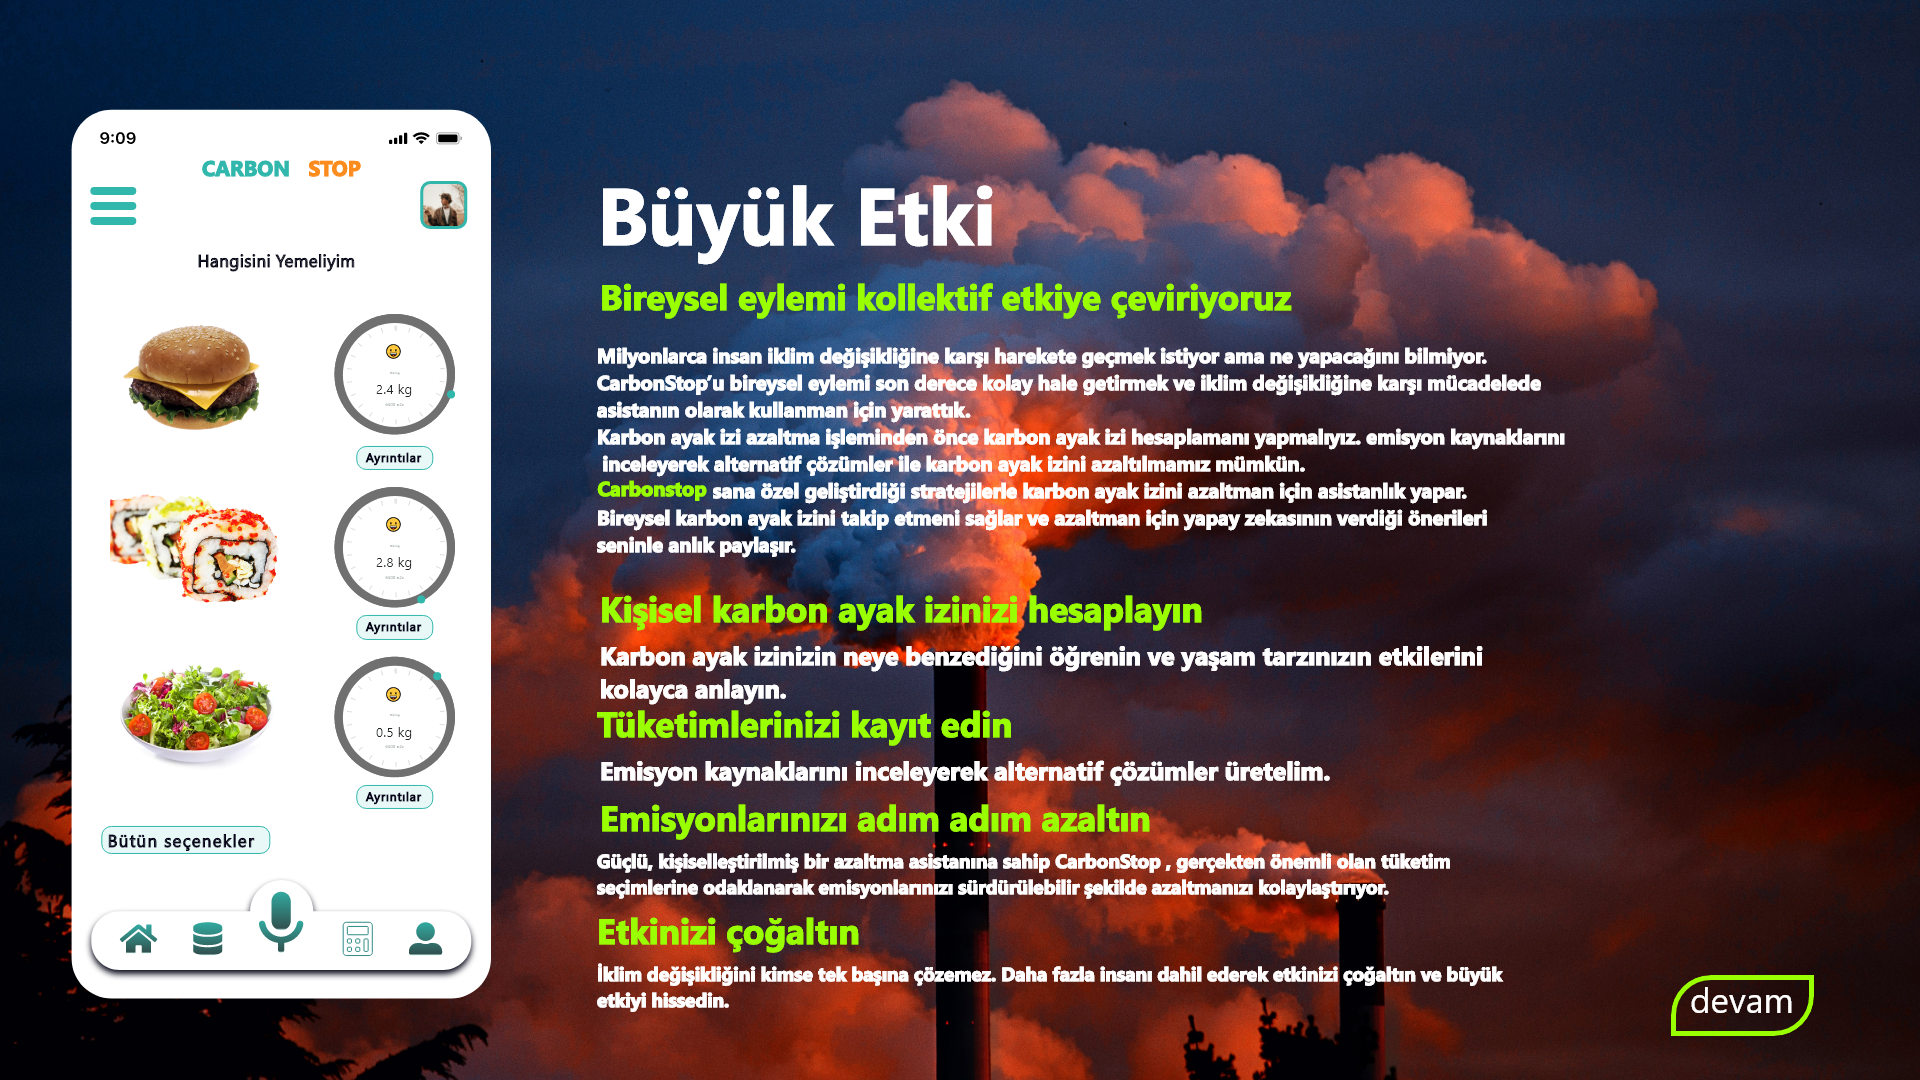 9:09
CARBON STOP
Hangisini Yemeliyim
2.4 kg
Ayrıntılar
2.8 kg
Ayrıntılar
0.5 kg
Ayrıntılar
Bütün seçenekler
Büyük Etki
Bireysel eylemi kollektif etkiye çeviriyoruz
Milyonlarca insan iklim değişikliğine karşı harekete geçmek istiyor ama ne yapacağını bilmiyor.
CarbonStop’u bireysel eylemi son derece kolay hale getirmek ve iklim değişikliğine karşı mücadelede
asistanın olarak kullanman için yarattık.
Karbon ayak izi azaltma işleminden önce karbon ayak izi hesaplamanı yapmalıyız. emisyon kaynaklarını
inceleyerek alternatif çözümler ile karbon ayak izini azaltılmamız mümkün.
Carbonstop sana özel geliştirdiği stratejilerle karbon ayak izini azaltman için asistanlık yapar.
Bireysel karbon ayak izini takip etmeni sağlar ve azaltman için yapay zekasının verdiği önerileri
seninle anlık paylaşır.
Kişisel karbon ayak izinizi hesaplayın
Karbon ayak izinizin neye benzediğini öğrenin ve yaşam tarzınızın etkilerini
kolayca anlayın.
Tüketimlerinizi kayıt edin
Emisyon kaynaklarını inceleyerek alternatif çözümler üretelim.
Emisyonlarınızı adım adım azaltın
Güçlü, kişiselleştirilmiş bir azaltma asistanına sahip CarbonStop , gerçekten önemli olan tüketim
seçimlerine odaklanarak emisyonlarınızı sürdürülebilir şekilde azaltmanızı kolaylaştırıyor.
Etkinizi çoğaltın
İklim değişikliğini kimse tek başına çözemez. Daha fazla insanı dahil ederek etkinizi çoğaltın ve büyük
etkiyi hissedin.
devam